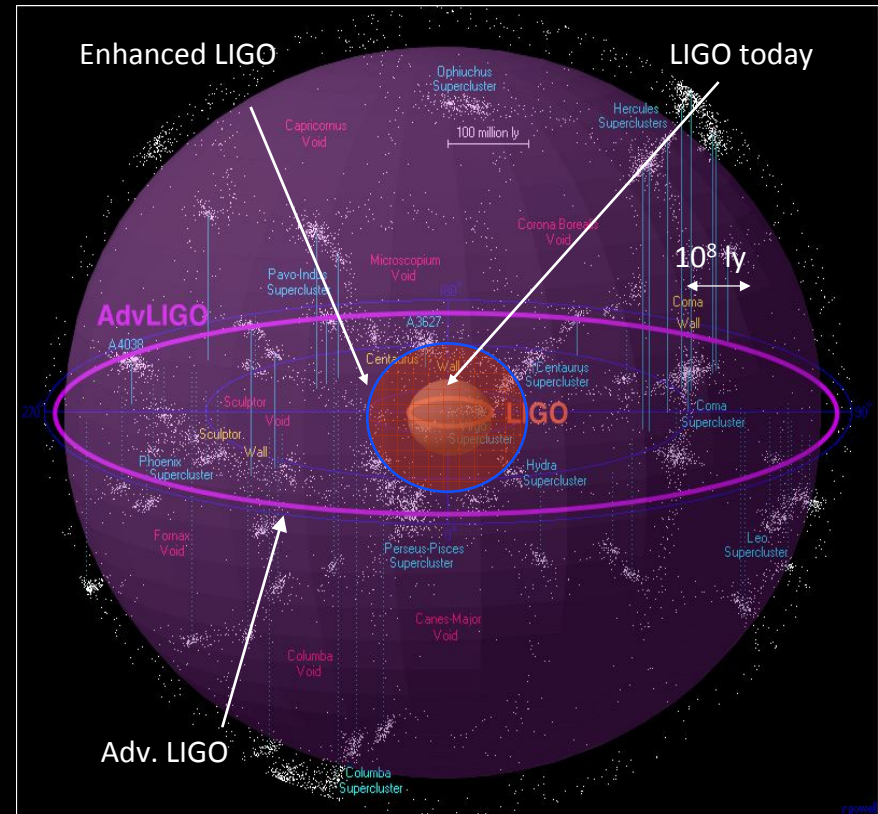 Enhanced LIGO
LIGO today
Ophiuchus
Supercluster
Hercules
Superclusters
Capricornus
Void
100 million ly
Corona Borealis
Void
Microscopium
Void
10⁸ ly
Pavo-Indus
Supercluster
180°
Coma
Wall
AdvLIGO
A3627
A4038
Centaurus
Wall
Centaurus
Supercluster
Sculptor
Void
LIGO
Coma
Supercluster
270°
Supercluster
Sculptor
Wall
Phoenix
Supercluster
Hydra
Supercluster
Fornax
Void
Perseus-Pisces
Supercluster
Leo
Supercluster
Canes-Major
Void
Columba
Void
Adv. LIGO
Columba
Supercluster